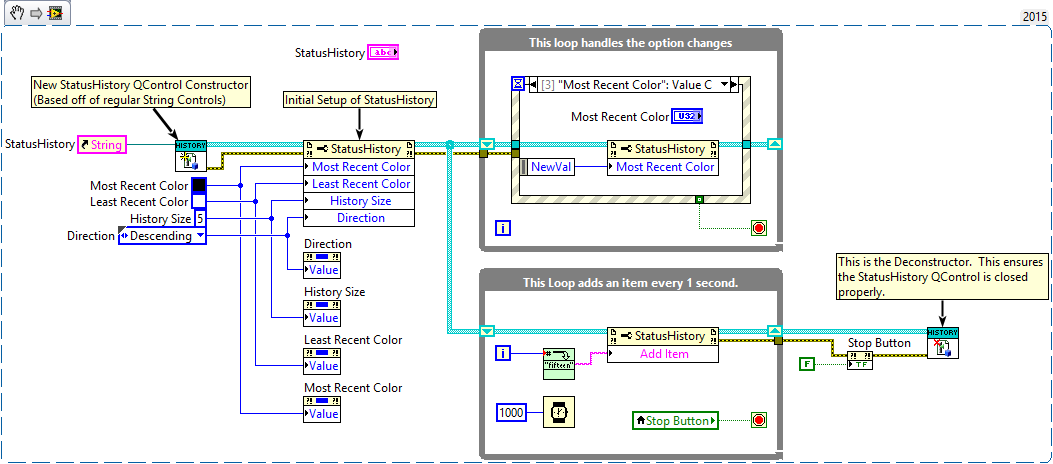 2015
StatusHistory
abc
This loop handles the option changes
New StatusHistory QControl Constructor
(Based off of regular String Controls)
Initial Setup of StatusHistory
[3] "Most Recent Color": Value C
Most Recent Color
U32
StatusHistory
String
HISTORY
StatusHistory
Most Recent Color
Least Recent Color
History Size
Direction
StatusHistory
Most Recent Color
NewVal
Most Recent Color
Least Recent Color
History Size
5
Direction
Descending
i
Direction
Value
History Size
Value
Least Recent Color
Value
Most Recent Color
Value
This is the Deconstructor. This ensures
the StatusHistory QControl is closed
properly.
This Loop adds an item every 1 second.
StatusHistory
Add Item
i
#
"fifteen"
1000
Stop Button
HISTORY
Stop Button
F
TF